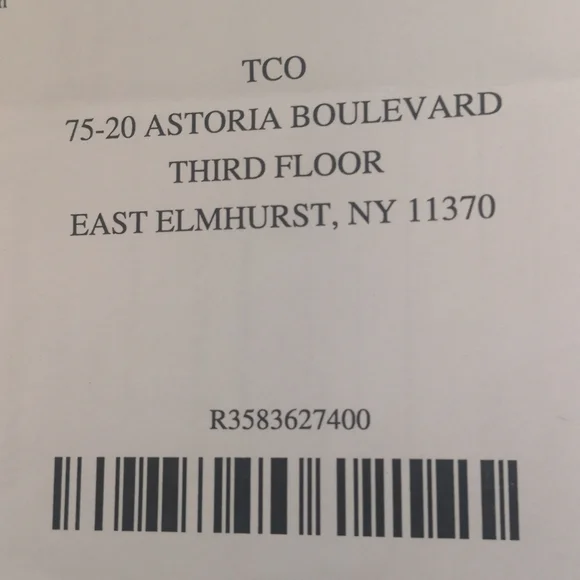 TCO
75-20 ASTORIA BOULEVARD
THIRD FLOOR
EAST ELMHURST, NY 11370
R3583627400